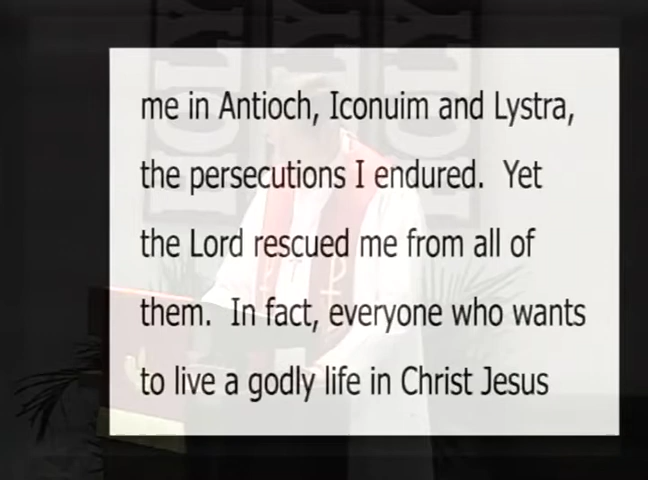 me in Antioch, Iconuim and Lystra,
the persecutions I endured. Yet
the Lord rescued me from all of
them. In fact, everyone who wants
to live a godly life in Christ Jesus